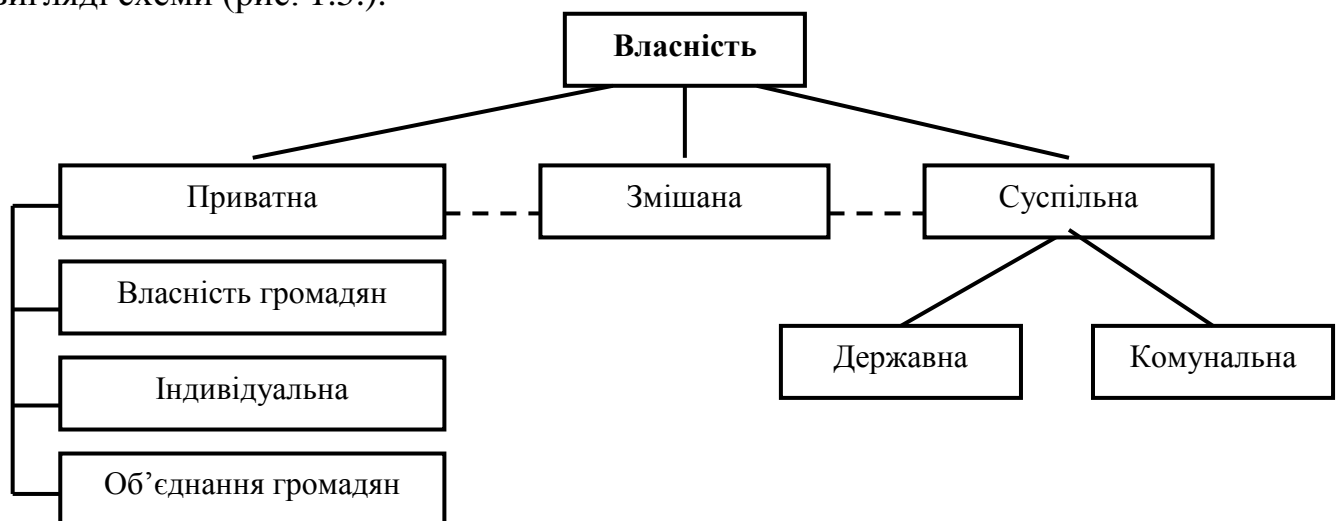 вигляді схеми (рис. 1.3.).
Власність
Приватна
Змішана
Суспільна
Власність громадян
Індивідуальна
Об’єднання громадян
Державна
Комунальна